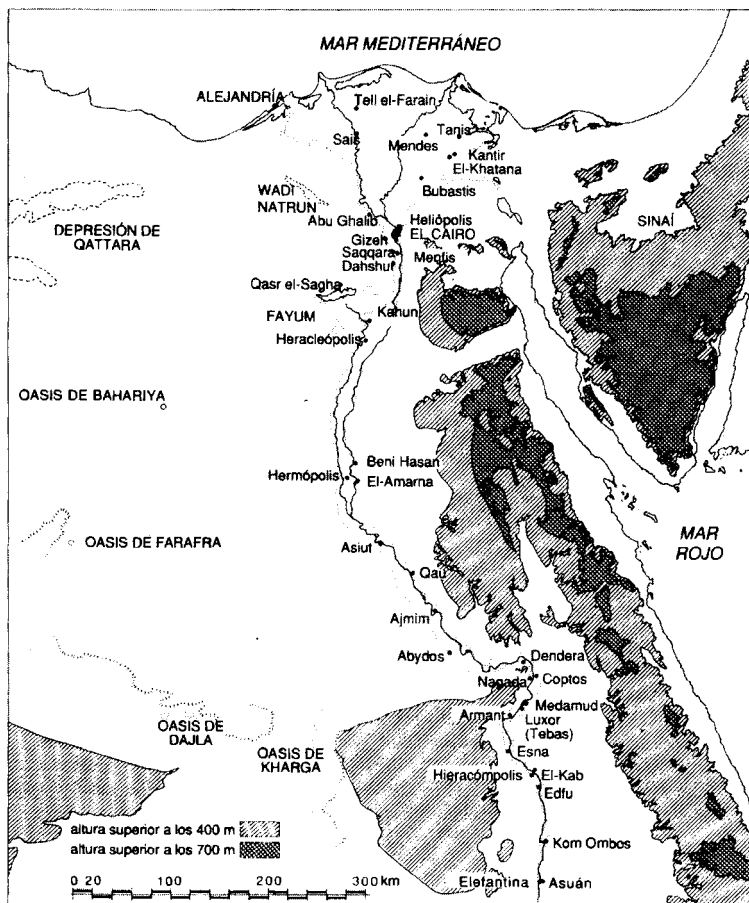 MAR MEDITERRÁNEO
ALEJANDRÍA
Tell el-Farain
Sais
Tanis
Mendes
Kantir
El-Khatana
Bubastis
WADI
NATRUN
Abu Ghalib
Heliópolis
EL CAIRO
SINAÍ
DEPRESIÓN DE
QATTARA
Gizeh
Saqqara
Menfis
Dahshur
Qasr el-Sagha
FAYUM
Kahun
Heracleópolis
OASIS DE BAHARIYA
Beni Hasan
Hermópolis
El-Amarna
MAR
ROJO
OASIS DE FARAFRA
Asiut
Qau
Ajmim
Abydos
Dendera
Nagada
Coptos
OASIS DE
DAJLA
Medamud
Armant
Luxor
(Tebas)
OASIS DE
KHARGA
Esna
Hieracómpolis
El-Kab
Edfu
altura superior a los 400 m
altura superior a los 700 m
Kom Ombos
0 20 100 200 300 km
Elefantina
Asuán